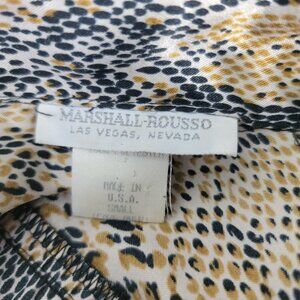 MARSHALL-ROUSSO
LAS VEGAS, NEVADA
MADE IN
U.S.A.
SMALL